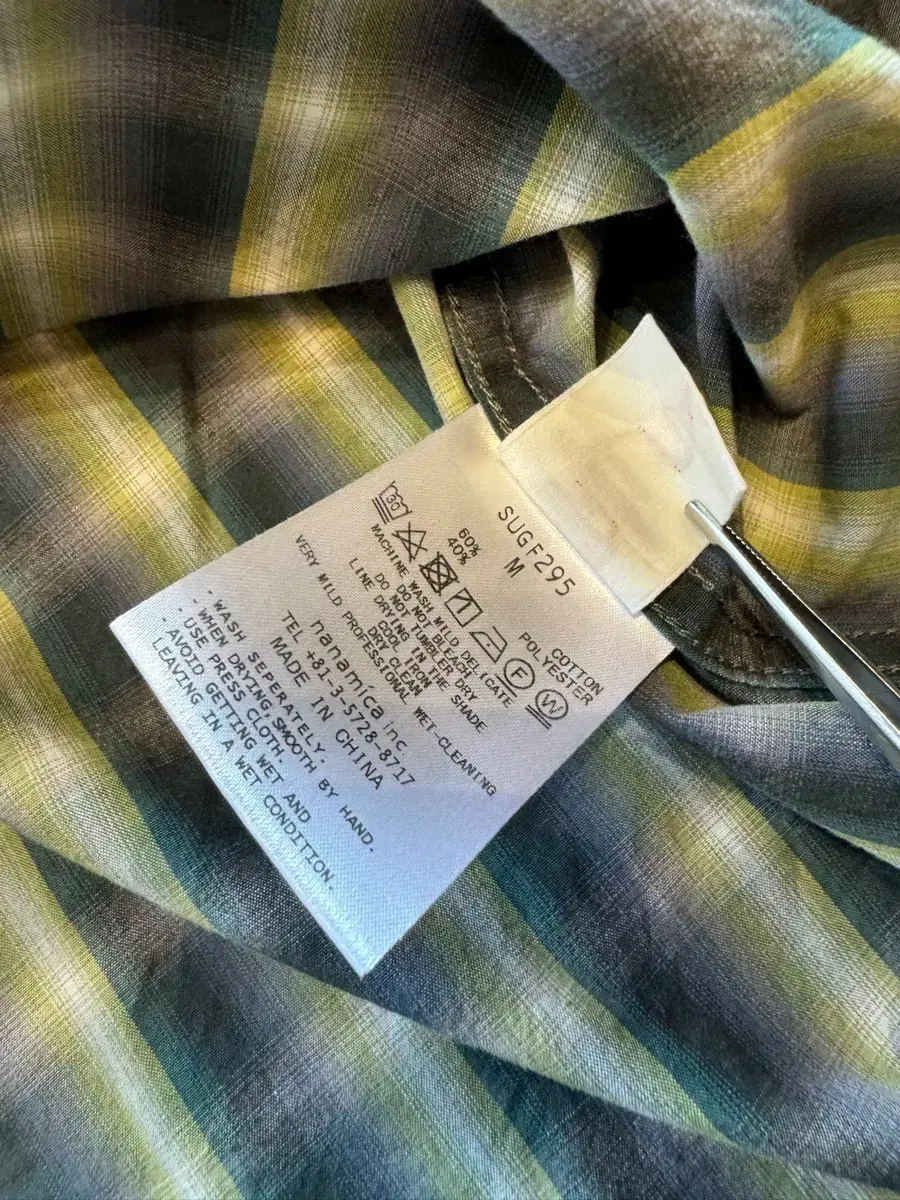 SUGF295
M
60% COTTON
40% POLYESTER
30
F
W
MACHINE WASH MILD DELICATE
DO NOT BLEACH
DO NOT TUMBLER DRY
LINE DRYING IN THE SHADE
COOL IRON
DRY CLEAN
VERY MILD PROFESSIONAL WET-CLEANING
nanamica inc.
TEL +81-3-5728-8717
MADE IN CHINA
・WASH SEPERATELY.
・WHEN DRYING,SMOOTH BY HAND.
・USE PRESS CLOTH.
・AVOID GETTING WET AND
LEAVING IN A WET CONDITION.